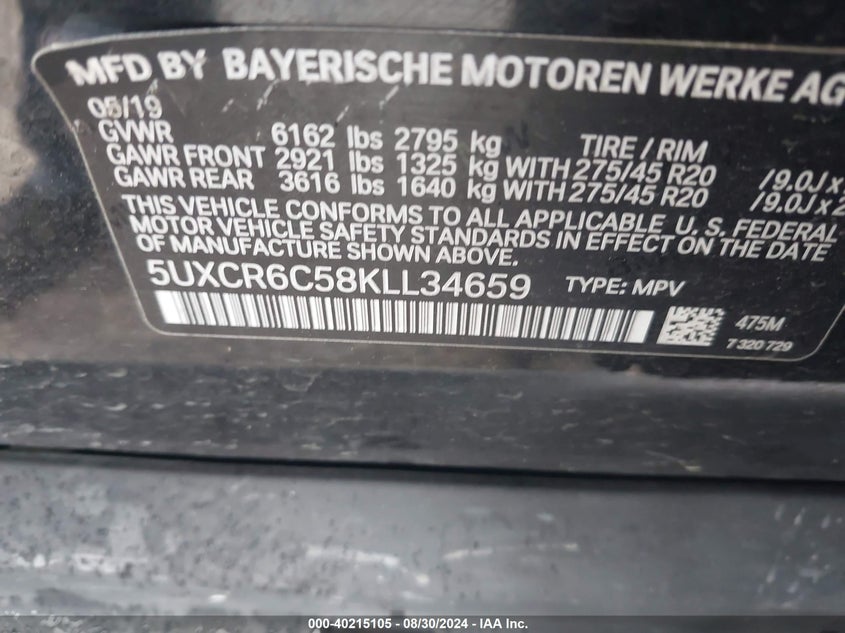 MFD BY BAYERISCHE MOTOREN WERKE AG
05/19
GVWR 6162 lbs 2795 kg TIRE / RIM
GAWR FRONT 2921 lbs 1325 kg WITH 275/45 R20 /9.0Jx
GAWR REAR 3616 lbs 1640 kg WITH 275/45 R20 /9.0Jx2
THIS VEHICLE CONFORMS TO ALL APPLICABLE U. S. FEDERAL
MOTOR VEHICLE SAFETY STANDARDS IN EFFECT ON THE DATE
OF MANUFACTURE SHOWN ABOVE.
5UXCR6C58KLL34659 TYPE: MPV
475M
7 320 729
000-40215105 - 08/30/2024 - IAA Inc.